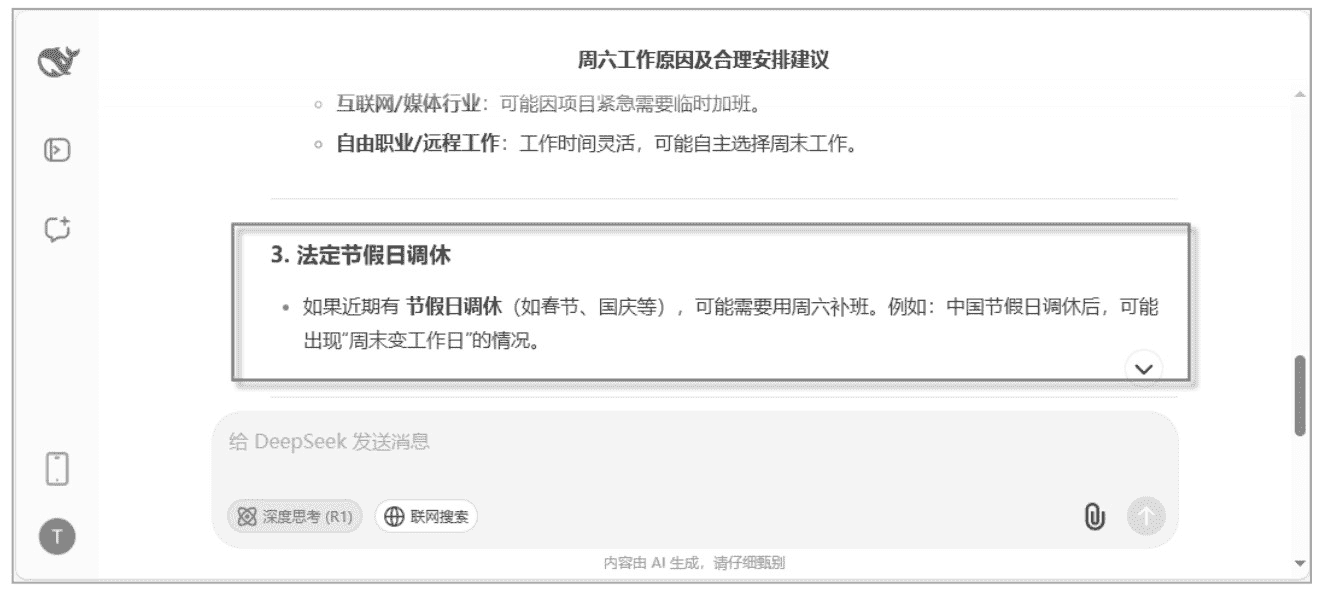 周六工作原因及合理安排建议
互联网/媒体行业：可能因项目紧急需要临时加班。
自由职业/远程工作：工作时间灵活，可能自主选择周末工作。
3. 法定节假日调休
如果近期有 节假日调休（如春节、国庆等），可能需要用周六补班。例如：中国节假日调休后，可能
出现“周末变工作日”的情况。
给 DeepSeek 发送消息
深度思考 (R1)
联网搜索
T
内容由 AI 生成，请仔细甄别